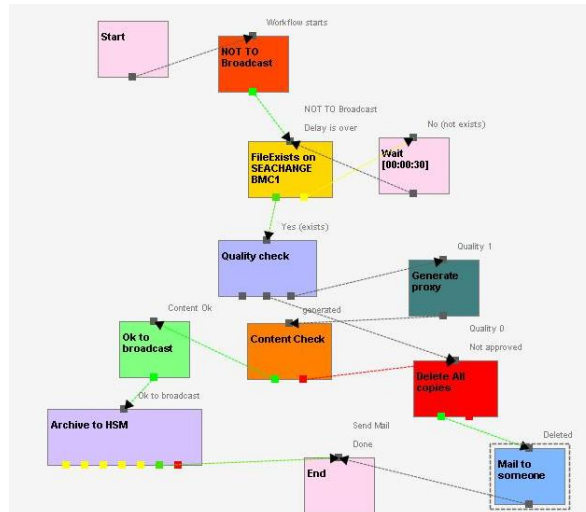 Workflow starts
Start
NOT TO
Broadcast
NOT TO Broadcast
Delay is over
No (not exists)
FileExists on
SEACHANGE
BMC1
Wait
[00:00:30]
Yes (exists)
Quality check
Quality 1
Generate
proxy
Content Ok
generated
Quality 0
Not approved
Ok to
broadcast
Content Check
Delete All
copies
Ok to broadcast
Archive to HSM
Send Mail
Done
Deleted
End
Mail to
someone